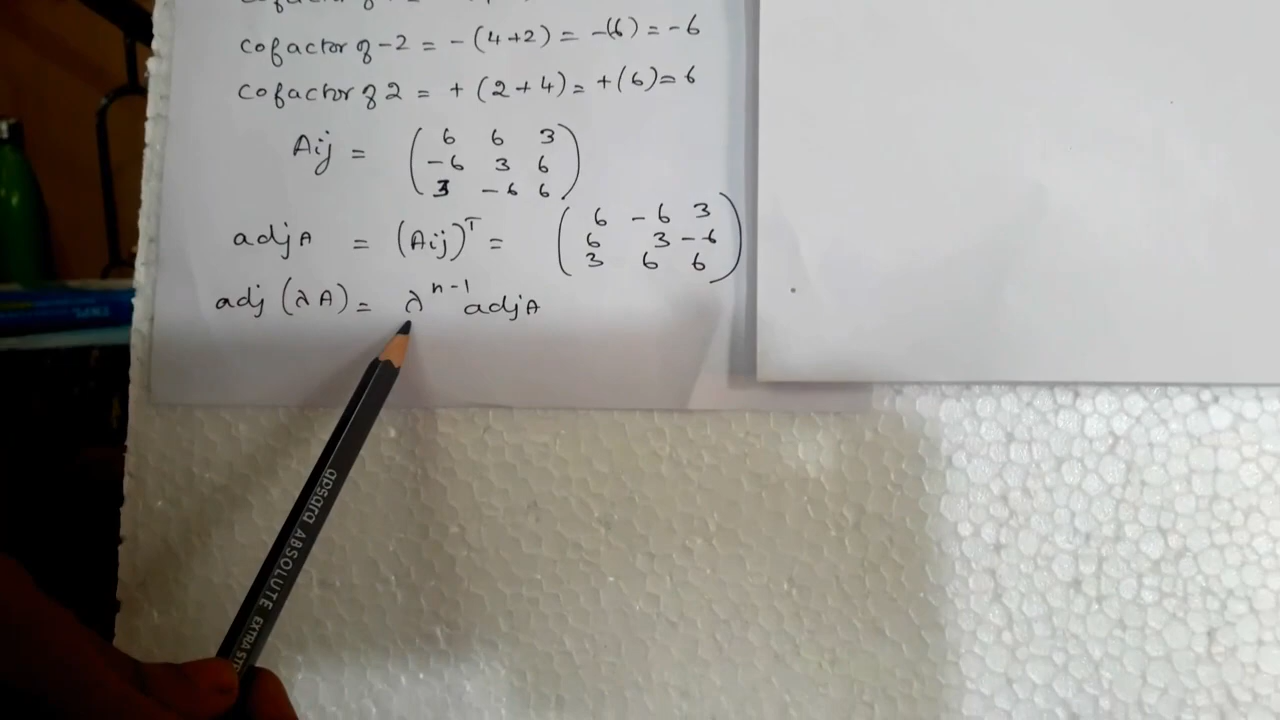 cofactor of -2 = -(4+2) = -(6) = -6
cofactor of 2 = +(2+4) = +(6) = 6
Aij = ( 6 6 3
-6 3 6
3 -6 6 )
adj A = (Aij)^T = ( 6 -6 3
6 3 -6
3 6 6 )
adj (λA) = λ^(n-1) adj A
apsara ABSOLUTE EXTRA